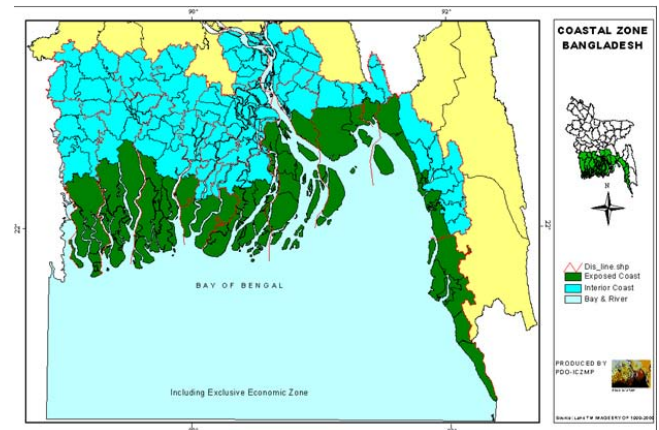 COASTAL ZONE
BANGLADESH
92°
22°
22°
BAY OF BENGAL
Including Exclusive Economic Zone
N
Dis_line.shp
Exposed Coast
Interior Coast
Bay & River
PRODUCED BY
PDO-ICZMP